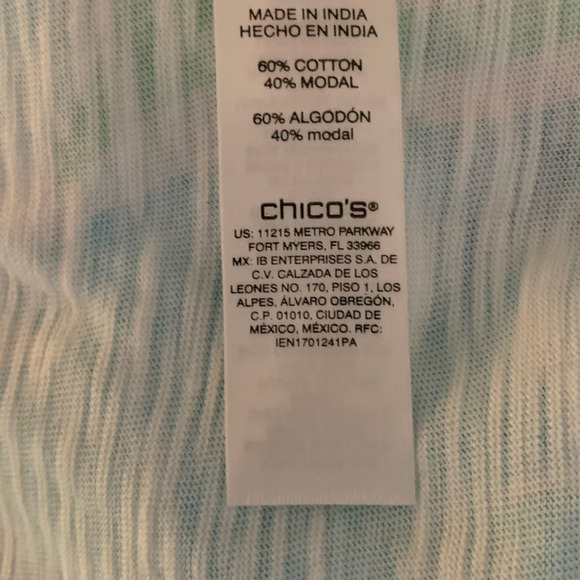 MADE IN INDIA
HECHO EN INDIA
60% COTTON
40% MODAL
60% ALGODÓN
40% modal
chico's®
US: 11215 METRO PARKWAY
FORT MYERS, FL 33966
MX: IB ENTERPRISES S.A. DE
C.V. CALZADA DE LOS
LEONES NO. 170, PISO 1, LOS
ALPES, ÁLVARO OBREGÓN,
C.P. 01010, CIUDAD DE
MÉXICO, MÉXICO. RFC:
IEN1701241PA